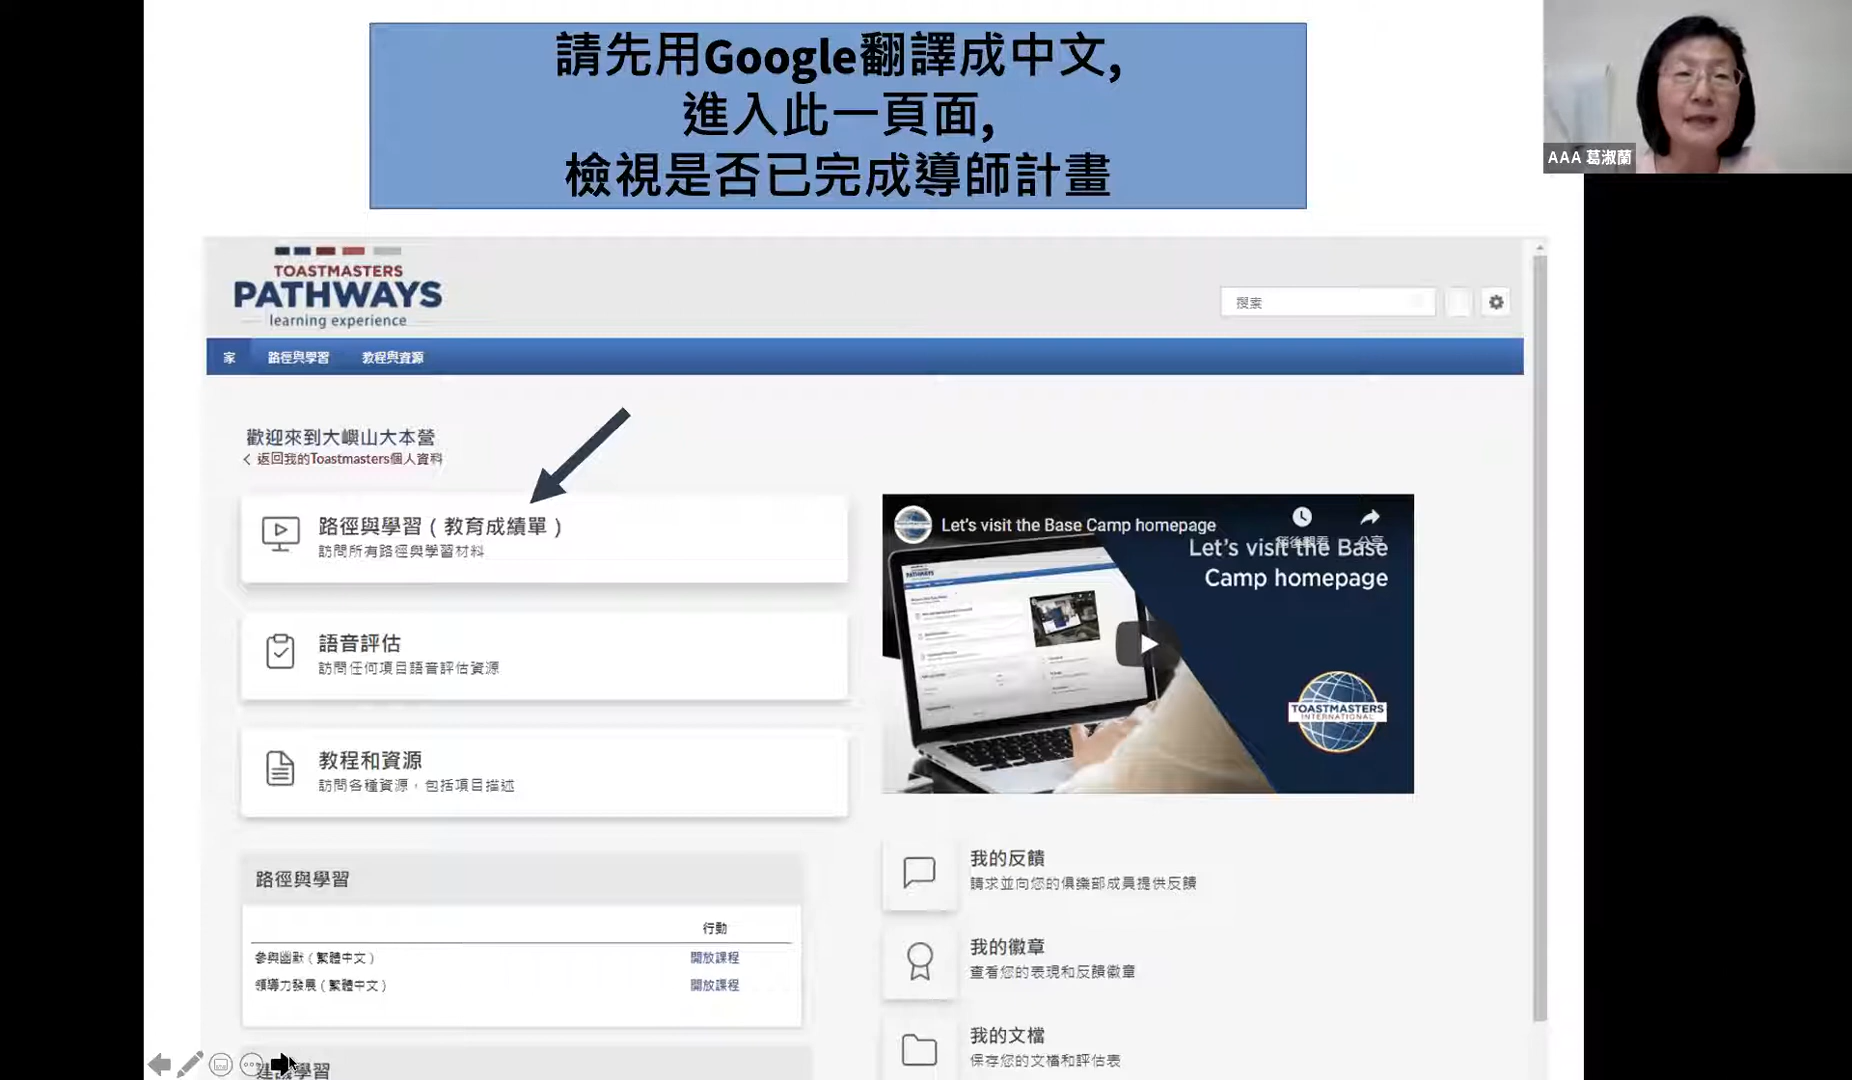 請先用Google翻譯成中文,
進入此一頁面,
檢視是否已完成導師計畫
AAA 葛淑蘭
TOASTMASTERS
PATHWAYS
learning experience
搜索
家
路徑與學習
教程與資源
歡迎來到大嶼山大本營
返回我的Toastmasters個人資料
路徑與學習（教育成績單）
訪問所有路徑與學習材料
語音評估
訪問任何項目語音評估資源
教程和資源
訪問各種資源，包括項目描述
Let's visit the Base Camp homepage
稍後觀看
分享
Let's visit the Base
Camp homepage
TOASTMASTERS
INTERNATIONAL
路徑與學習
行動
參與幽默（繁體中文）
開放課程
領導力發展（繁體中文）
開放課程
我的反饋
請求並向您的俱樂部成員提供反饋
我的徽章
查看您的表現和反饋徽章
我的文檔
保存您的文檔和評估表